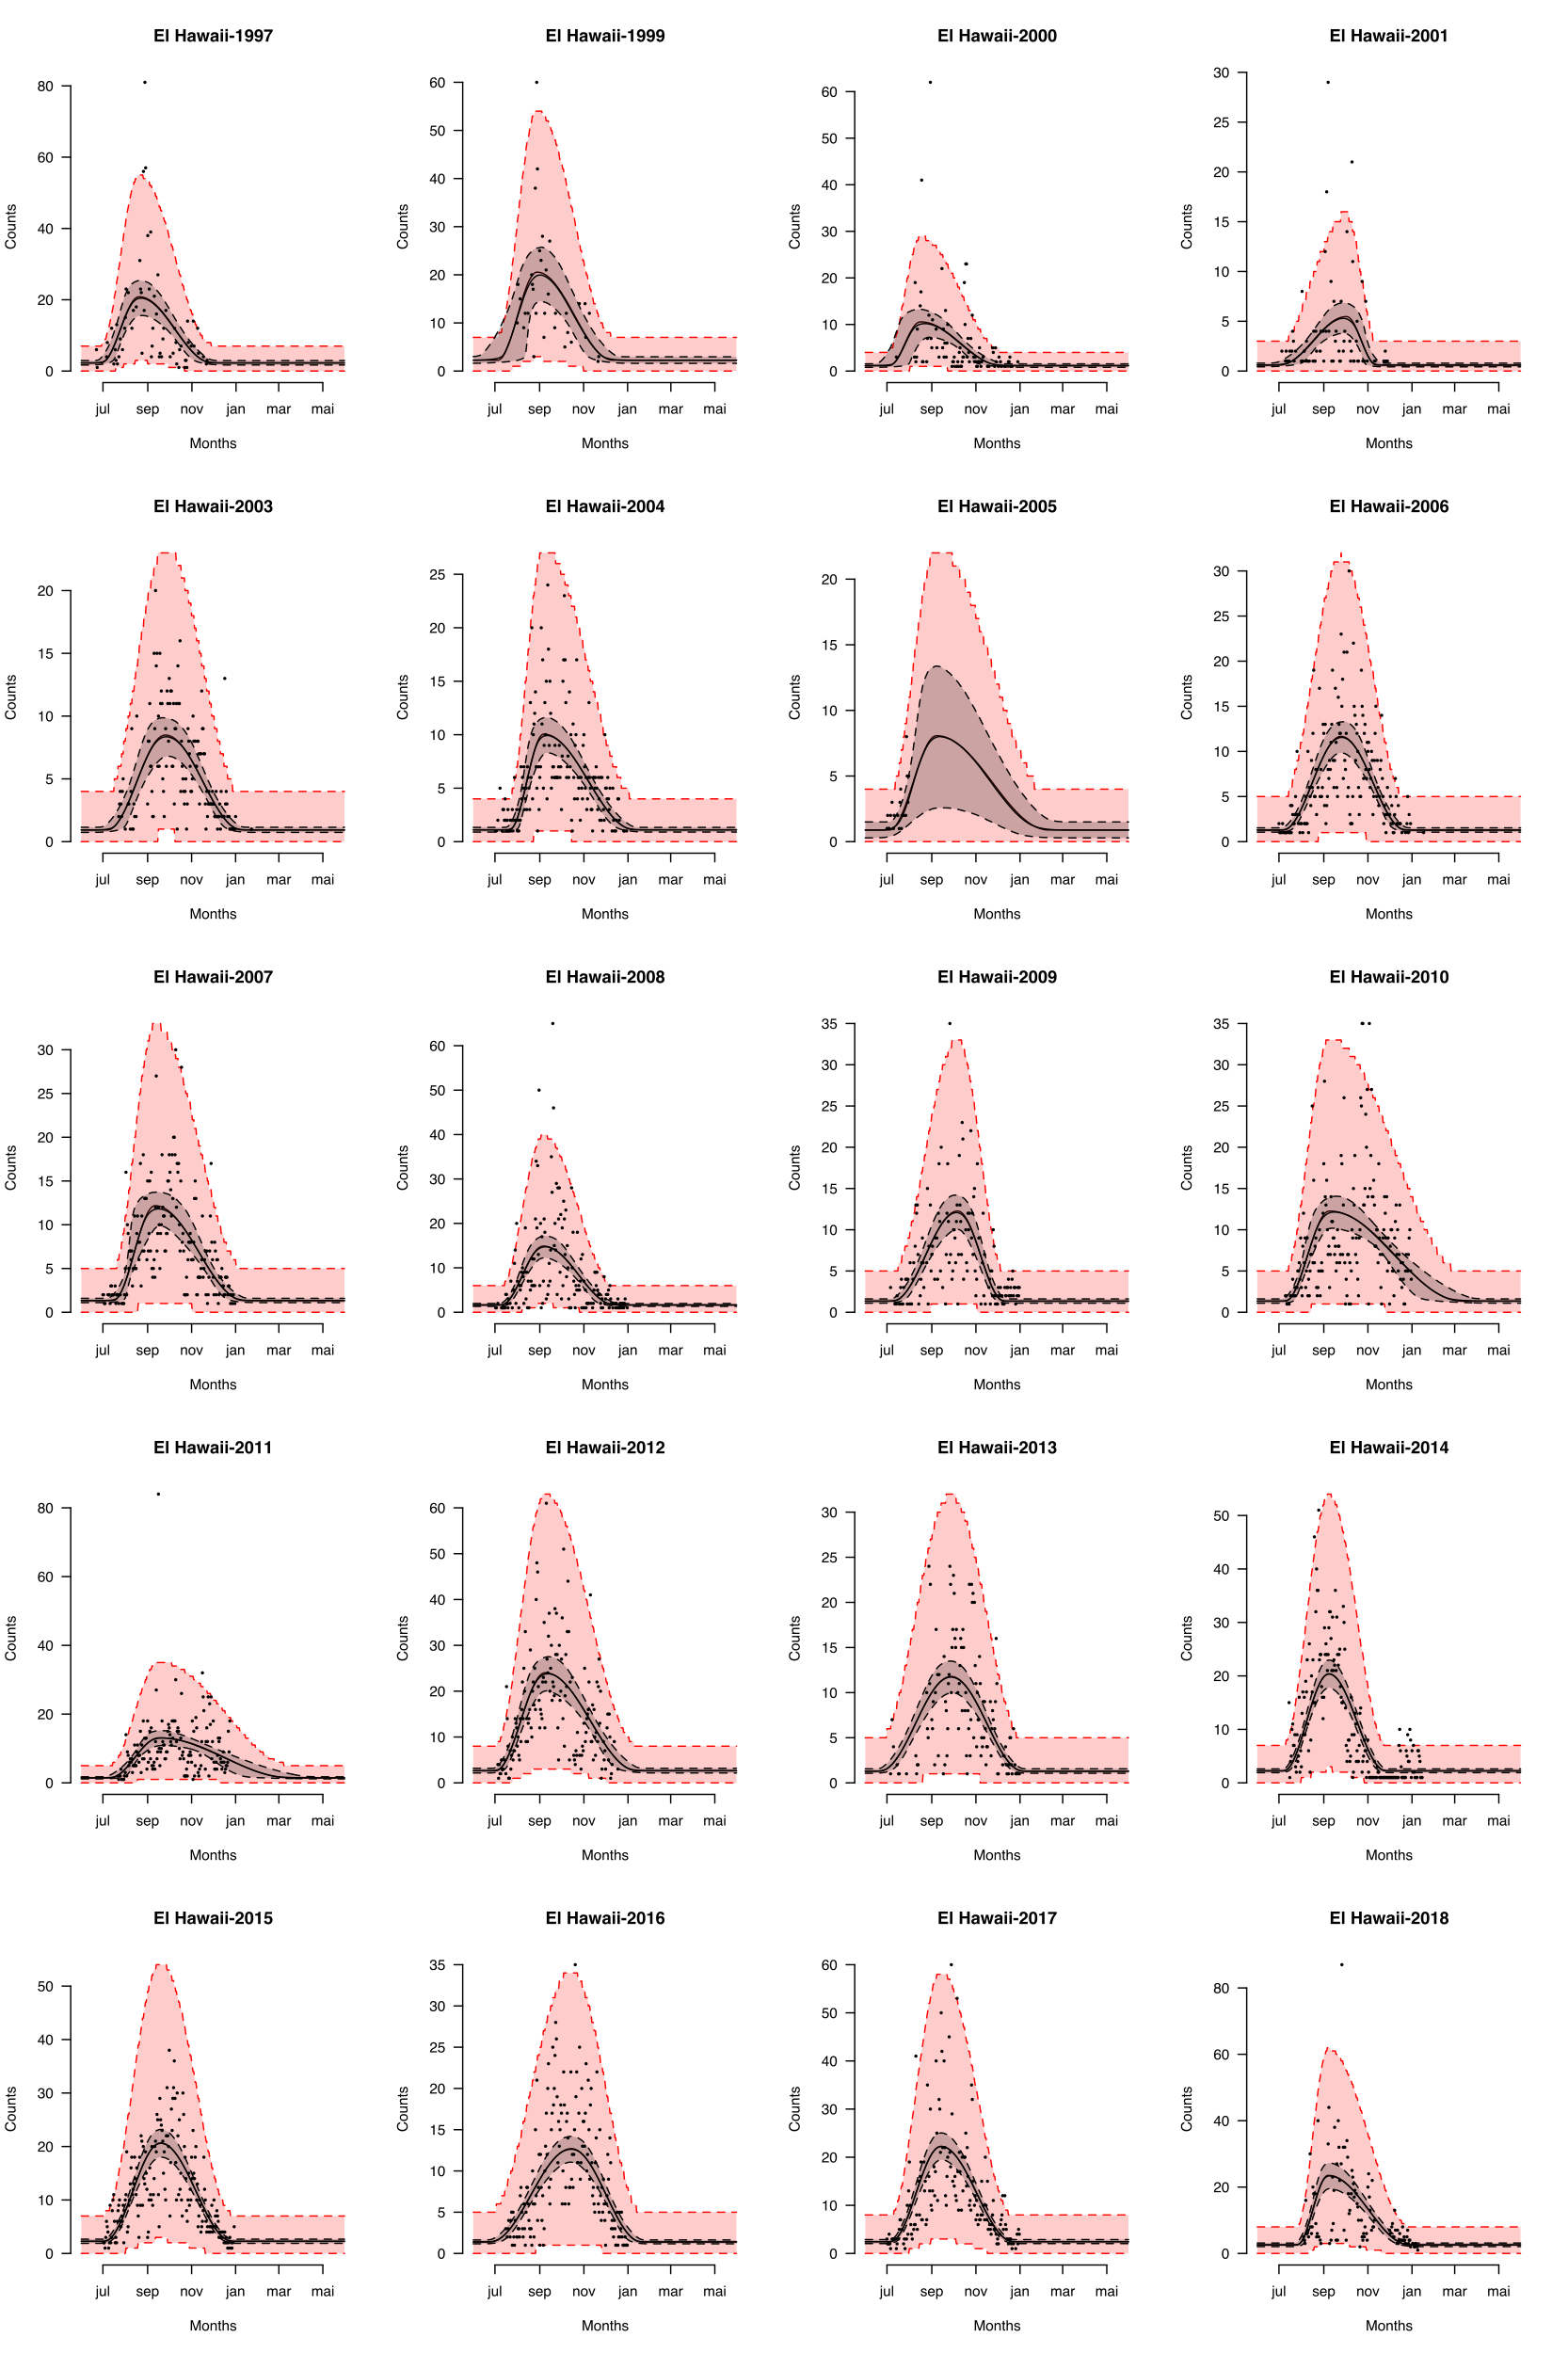 El Hawaii-1997
80
60
40
20
0
Counts
jul sep nov jan mar mai
Months
El Hawaii-1999
60
50
40
30
20
10
0
Counts
jul sep nov jan mar mai
Months
El Hawaii-2000
60
50
40
30
20
10
0
Counts
jul sep nov jan mar mai
Months
El Hawaii-2001
30
25
20
15
10
5
0
Counts
jul sep nov jan mar mai
Months
El Hawaii-2003
20
15
10
5
0
Counts
jul sep nov jan mar mai
Months
El Hawaii-2004
25
20
15
10
5
0
Counts
jul sep nov jan mar mai
Months
El Hawaii-2005
20
15
10
5
0
Counts
jul sep nov jan mar mai
Months
El Hawaii-2006
30
25
20
15
10
5
0
Counts
jul sep nov jan mar mai
Months
El Hawaii-2007
30
25
20
15
10
5
0
Counts
jul sep nov jan mar mai
Months
El Hawaii-2008
60
50
40
30
20
10
0
Counts
jul sep nov jan mar mai
Months
El Hawaii-2009
35
30
25
20
15
10
5
0
Counts
jul sep nov jan mar mai
Months
El Hawaii-2010
35
30
25
20
15
10
5
0
Counts
jul sep nov jan mar mai
Months
El Hawaii-2011
80
60
40
20
0
Counts
jul sep nov jan mar mai
Months
El Hawaii-2012
60
50
40
30
20
10
0
Counts
jul sep nov jan mar mai
Months
El Hawaii-2013
30
25
20
15
10
5
0
Counts
jul sep nov jan mar mai
Months
El Hawaii-2014
50
40
30
20
10
0
Counts
jul sep nov jan mar mai
Months
El Hawaii-2015
50
40
30
20
10
0
Counts
jul sep nov jan mar mai
Months
El Hawaii-2016
35
30
25
20
15
10
5
0
Counts
jul sep nov jan mar mai
Months
El Hawaii-2017
60
50
40
30
20
10
0
Counts
jul sep nov jan mar mai
Months
El Hawaii-2018
80
60
40
20
0
Counts
jul sep nov jan mar mai
Months